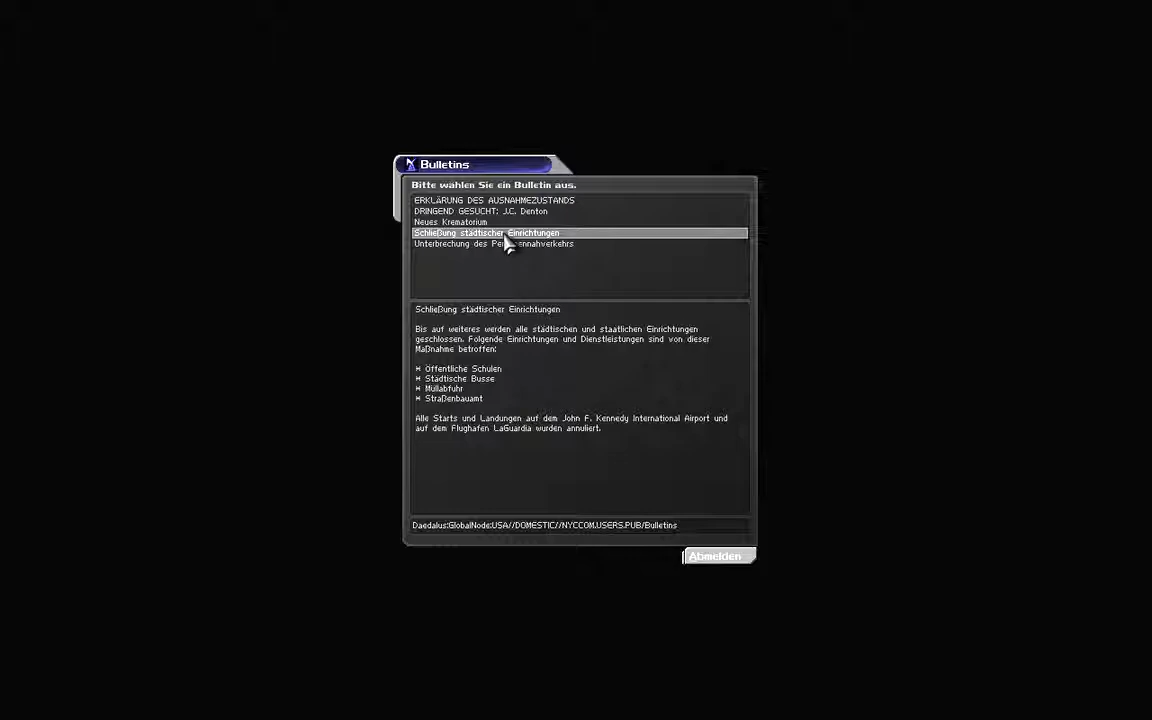 Bulletins
Bitte wählen Sie ein Bulletin aus.
ERKLÄRUNG DES AUSNAHMEZUSTANDS
DRINGEND GESUCHT: J.C. Denton
Neues Krematorium
Schließung städtischer Einrichtungen
Unterbrechung des Personennahverkehrs
Schließung städtischer Einrichtungen
Bis auf weiteres werden alle städtischen und staatlichen Einrichtungen
geschlossen. Folgende Einrichtungen und Dienstleistungen sind von dieser
Maßnahme betroffen:
* Öffentliche Schulen
* Städtische Busse
* Müllabfuhr
* Straßenbauamt
Alle Starts und Landungen auf dem John F. Kennedy International Airport und
auf dem Flughafen LaGuardia wurden annuliert.
Daedalus:GlobalNode:USA//DOMESTIC//NYCCOM.USERS.PUB/Bulletins
Abmelden